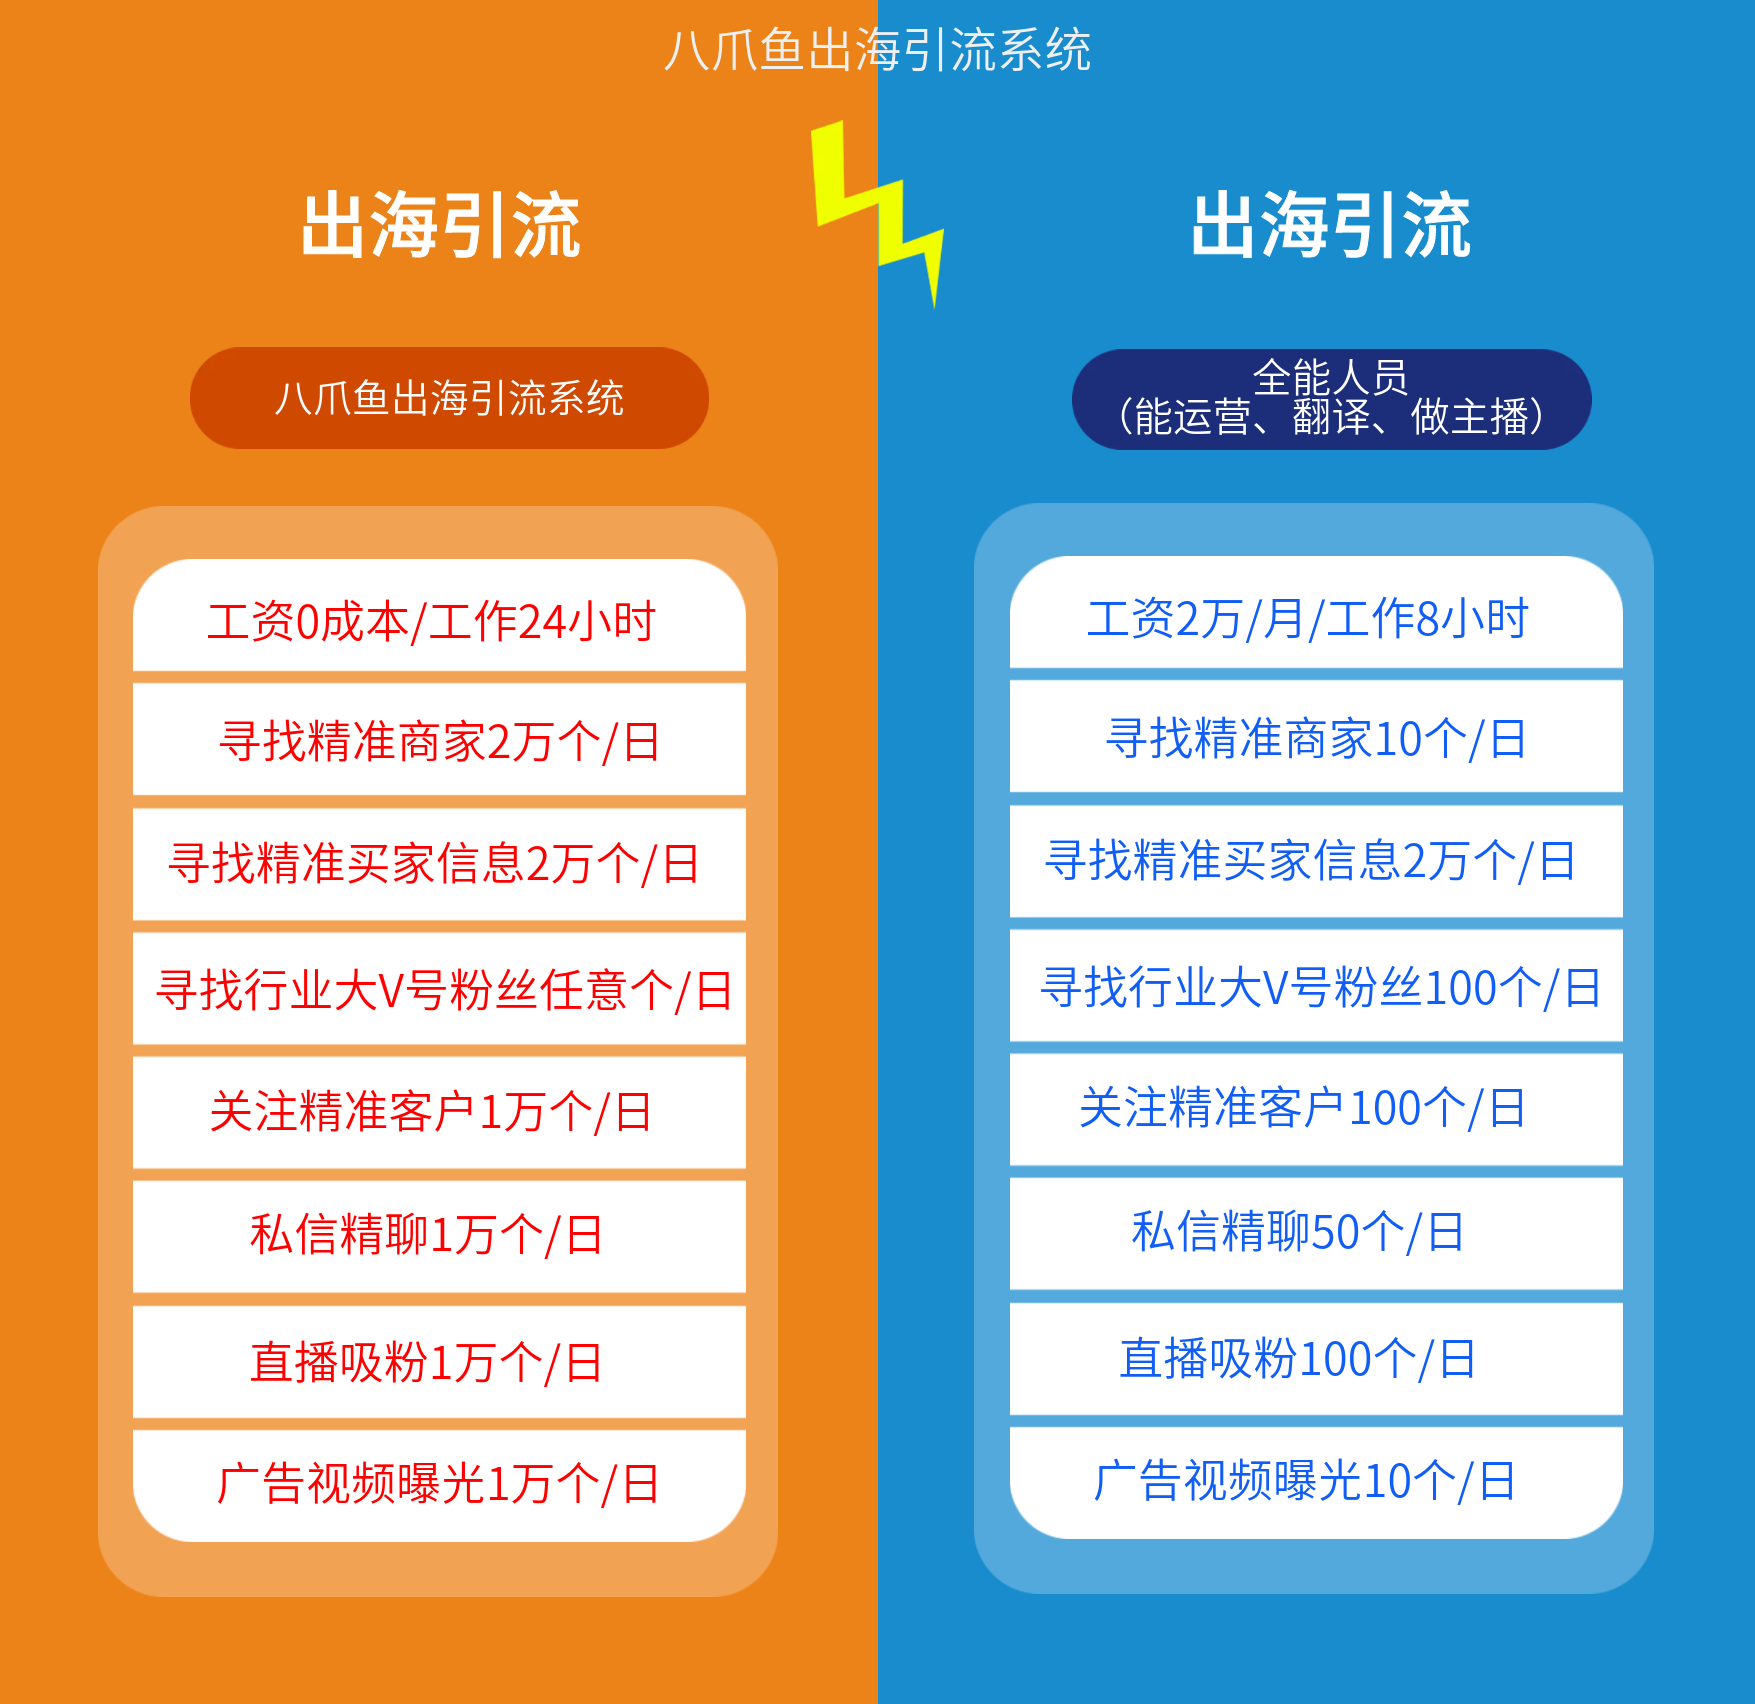 八爪鱼出海引流系统
出海引流
八爪鱼出海引流系统
工资0成本/工作24小时
寻找精准商家2万个/日
寻找精准买家信息2万个/日
寻找行业大V号粉丝任意个/日
关注精准客户1万个/日
私信精聊1万个/日
直播吸粉1万个/日
广告视频曝光1万个/日
出海引流
全能人员
（能运营、翻译、做主播）
工资2万/月/工作8小时
寻找精准商家10个/日
寻找精准买家信息2万个/日
寻找行业大V号粉丝100个/日
关注精准客户100个/日
私信精聊50个/日
直播吸粉100个/日
广告视频曝光10个/日